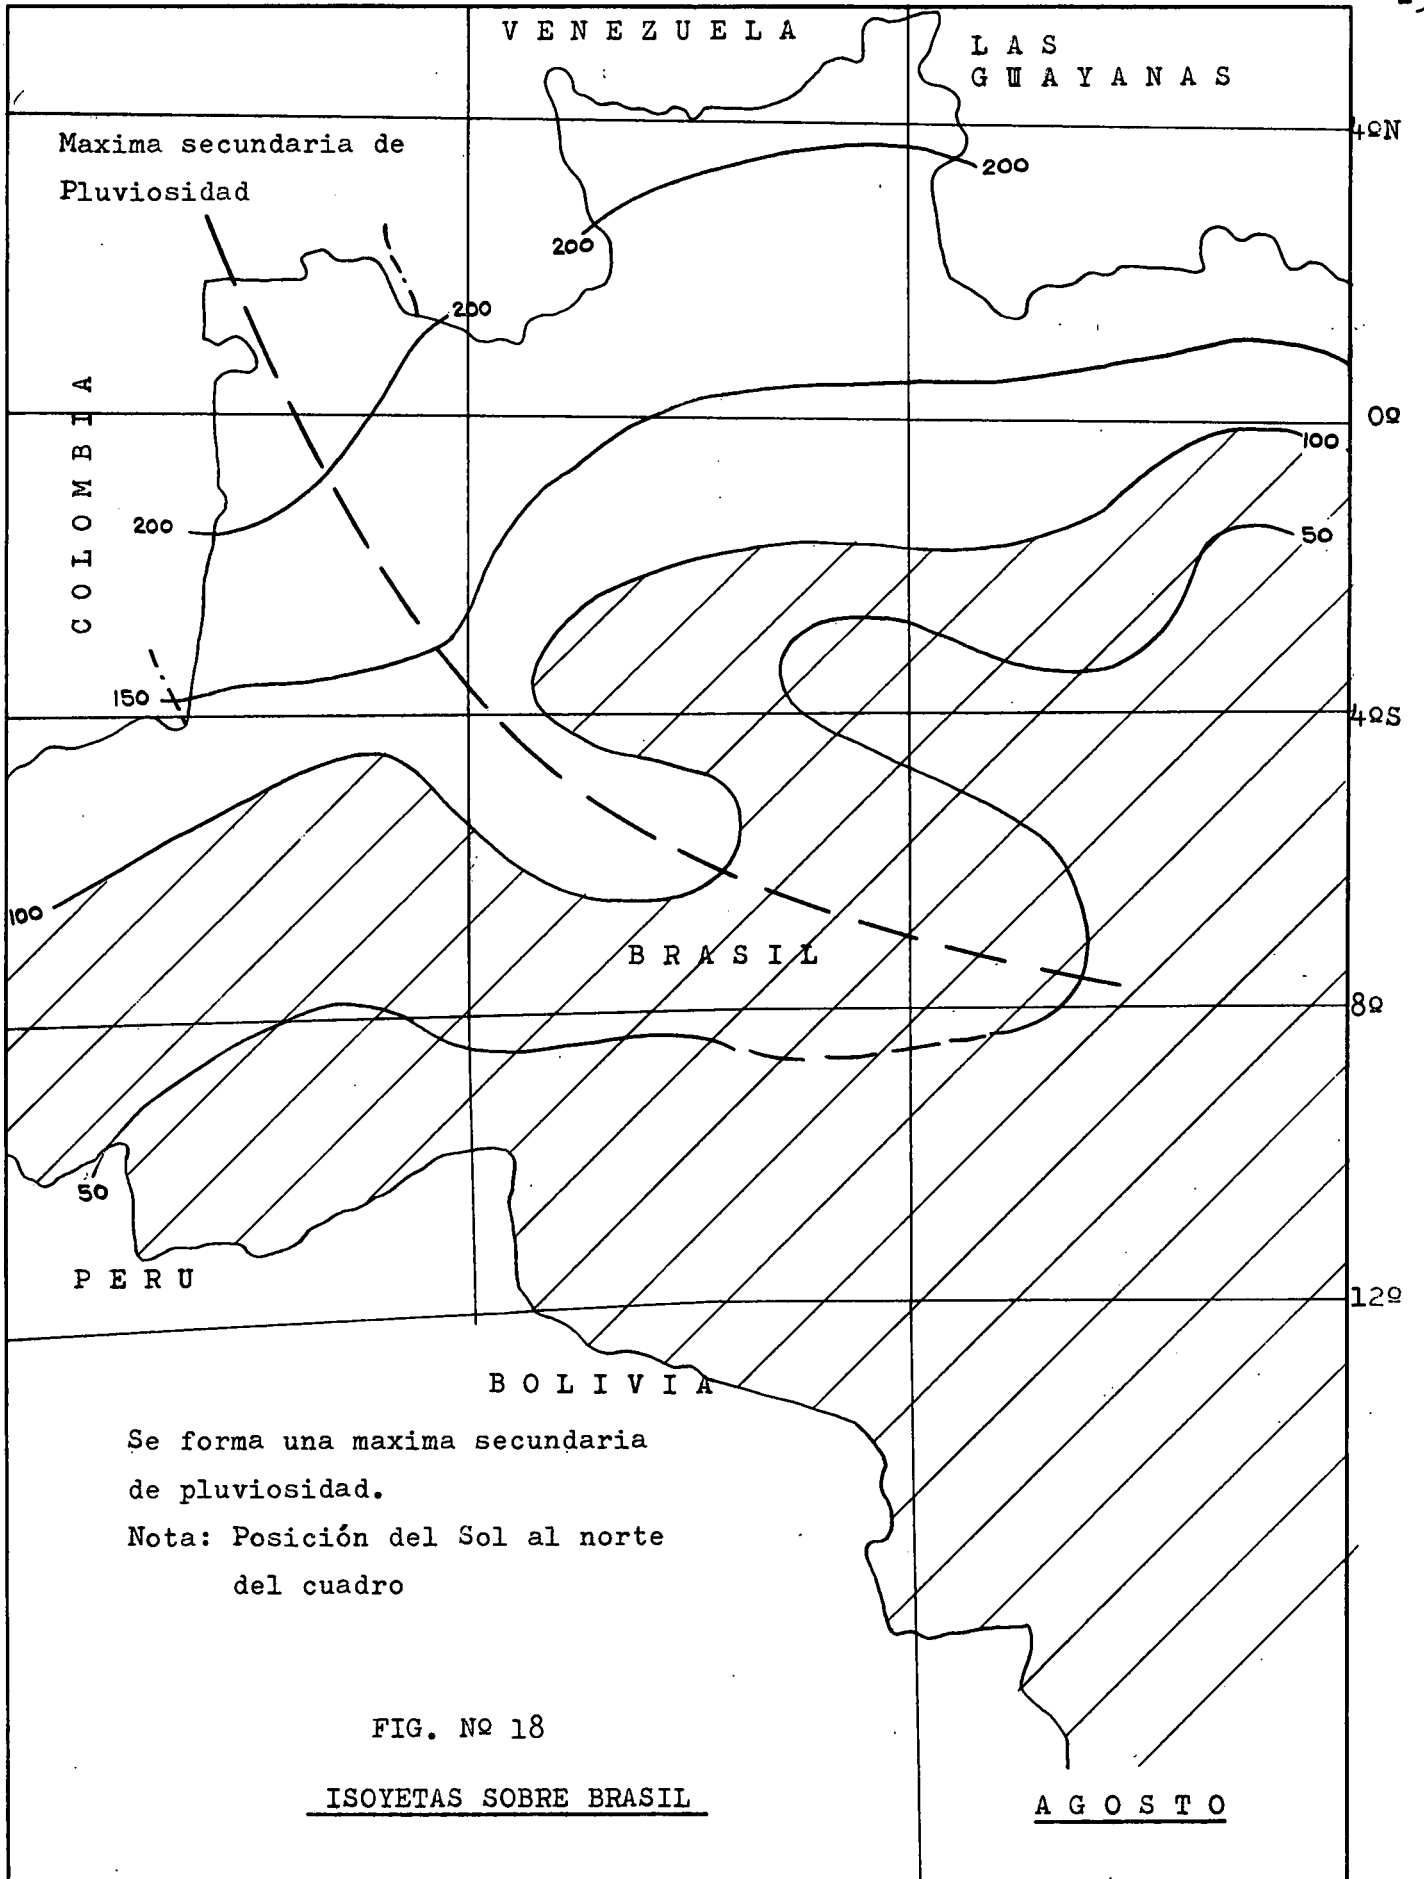 V E N E Z U E L A
L A S
G U A Y A N A S
4ºN
Maxima secundaria de
Pluviosidad
200
200
200
C O L O M B I A
0º
100
200
50
150
4ºS
100
B R A S I L
8º
50
P E R U
12º
B O L I V I A
Se forma una maxima secundaria
de pluviosidad.
Nota: Posición del Sol al norte
del cuadro
FIG. Nº 18
ISOYETAS SOBRE BRASIL
A G O S T O